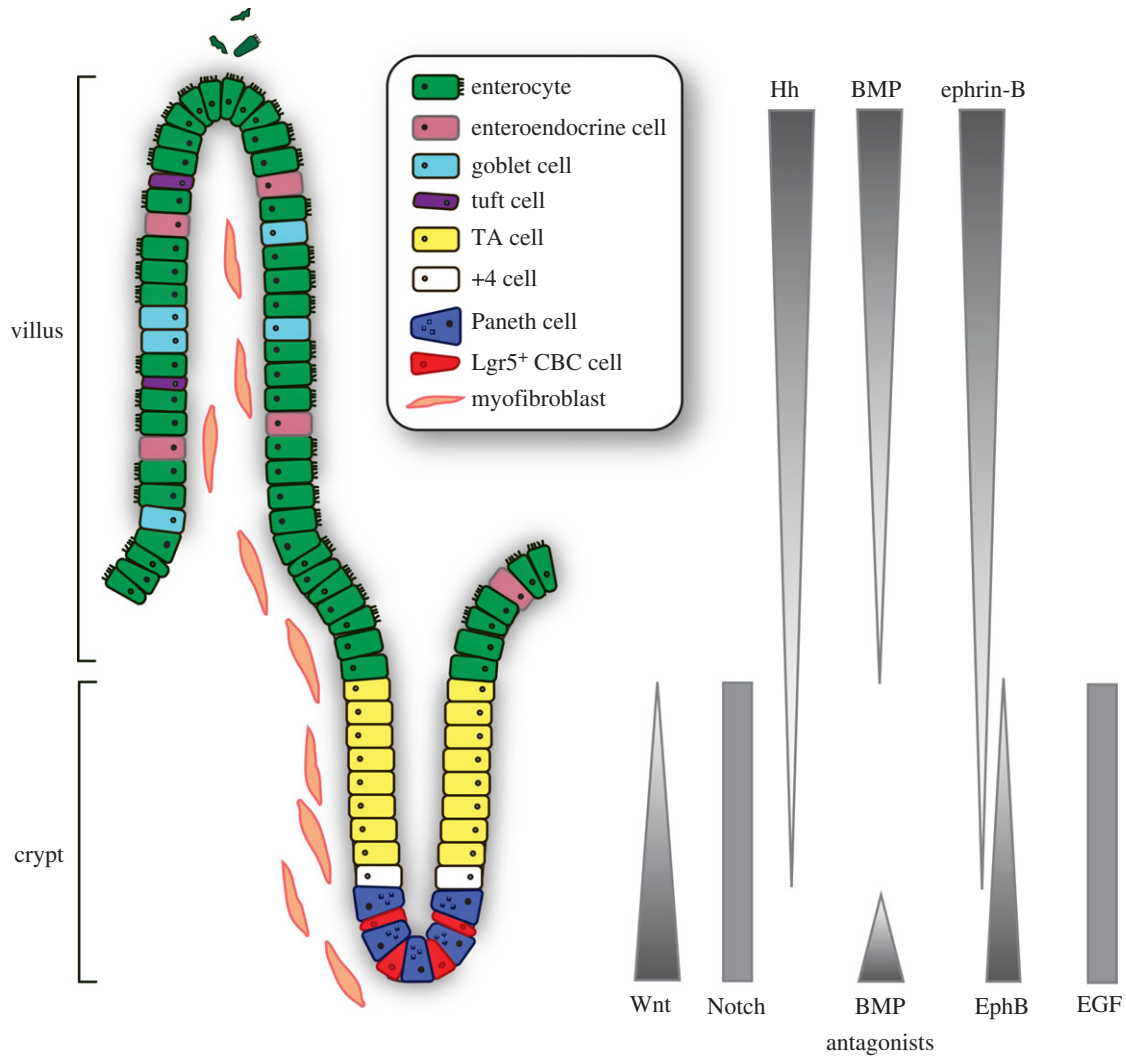 Hh
BMP
ephrin-B
enterocyte
enteroendocrine cell
goblet cell
tuft cell
TA cell
+4 cell
Paneth cell
Lgr5⁺ CBC cell
myofibroblast
villus
crypt
Wnt
Notch
BMP
antagonists
EphB
EGF